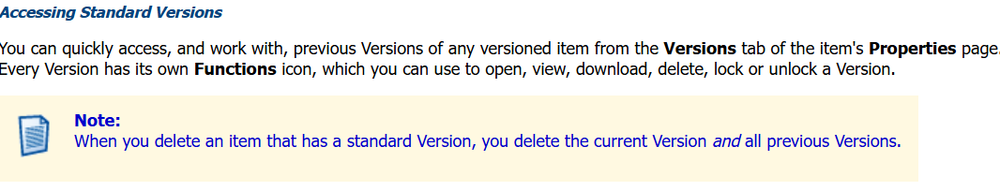 Accessing Standard Versions
You can quickly access, and work with, previous Versions of any versioned item from the Versions tab of the item's Properties page.
Every Version has its own Functions icon, which you can use to open, view, download, delete, lock or unlock a Version.
Note:
When you delete an item that has a standard Version, you delete the current Version and all previous Versions.